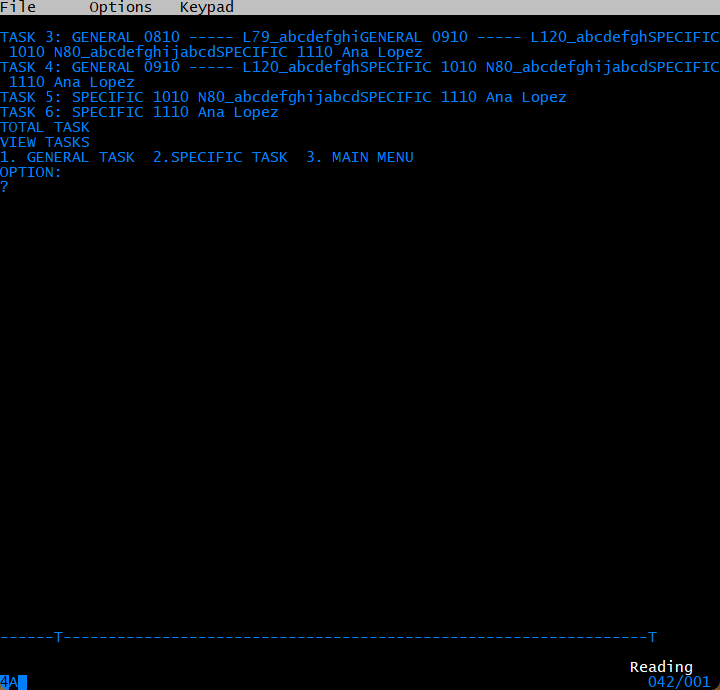 File Options Keypad
TASK 3: GENERAL 0810 ----- L79_abcdefghiGENERAL 0910 ----- L120_abcdefghSPECIFIC
1010 N80_abcdefghijabcdSPECIFIC 1110 Ana Lopez
TASK 4: GENERAL 0910 ----- L120_abcdefghSPECIFIC 1010 N80_abcdefghijabcdSPECIFIC
1110 Ana Lopez
TASK 5: SPECIFIC 1010 N80_abcdefghijabcdSPECIFIC 1110 Ana Lopez
TASK 6: SPECIFIC 1110 Ana Lopez
TOTAL TASK
VIEW TASKS
1. GENERAL TASK 2.SPECIFIC TASK 3. MAIN MENU
OPTION:
?
------T-----------------------------------------------------------------T
Reading
4A 042/001